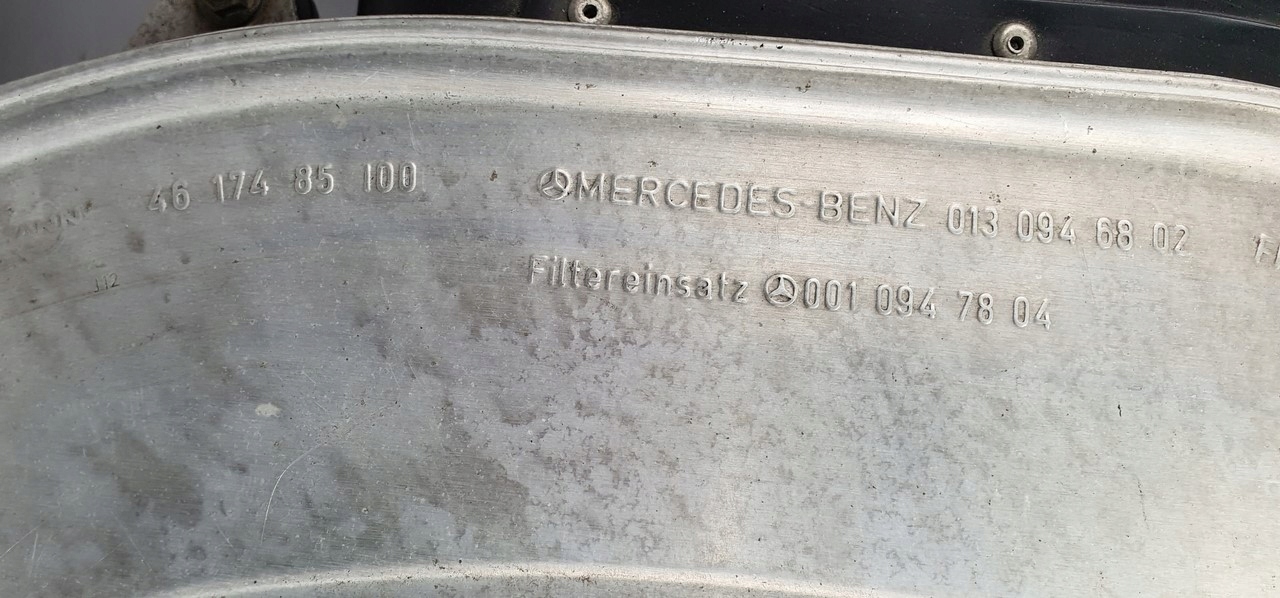 46 174 85 100 MERCEDES-BENZ 013 094 68 02
Filtereinsatz 001 094 78 04